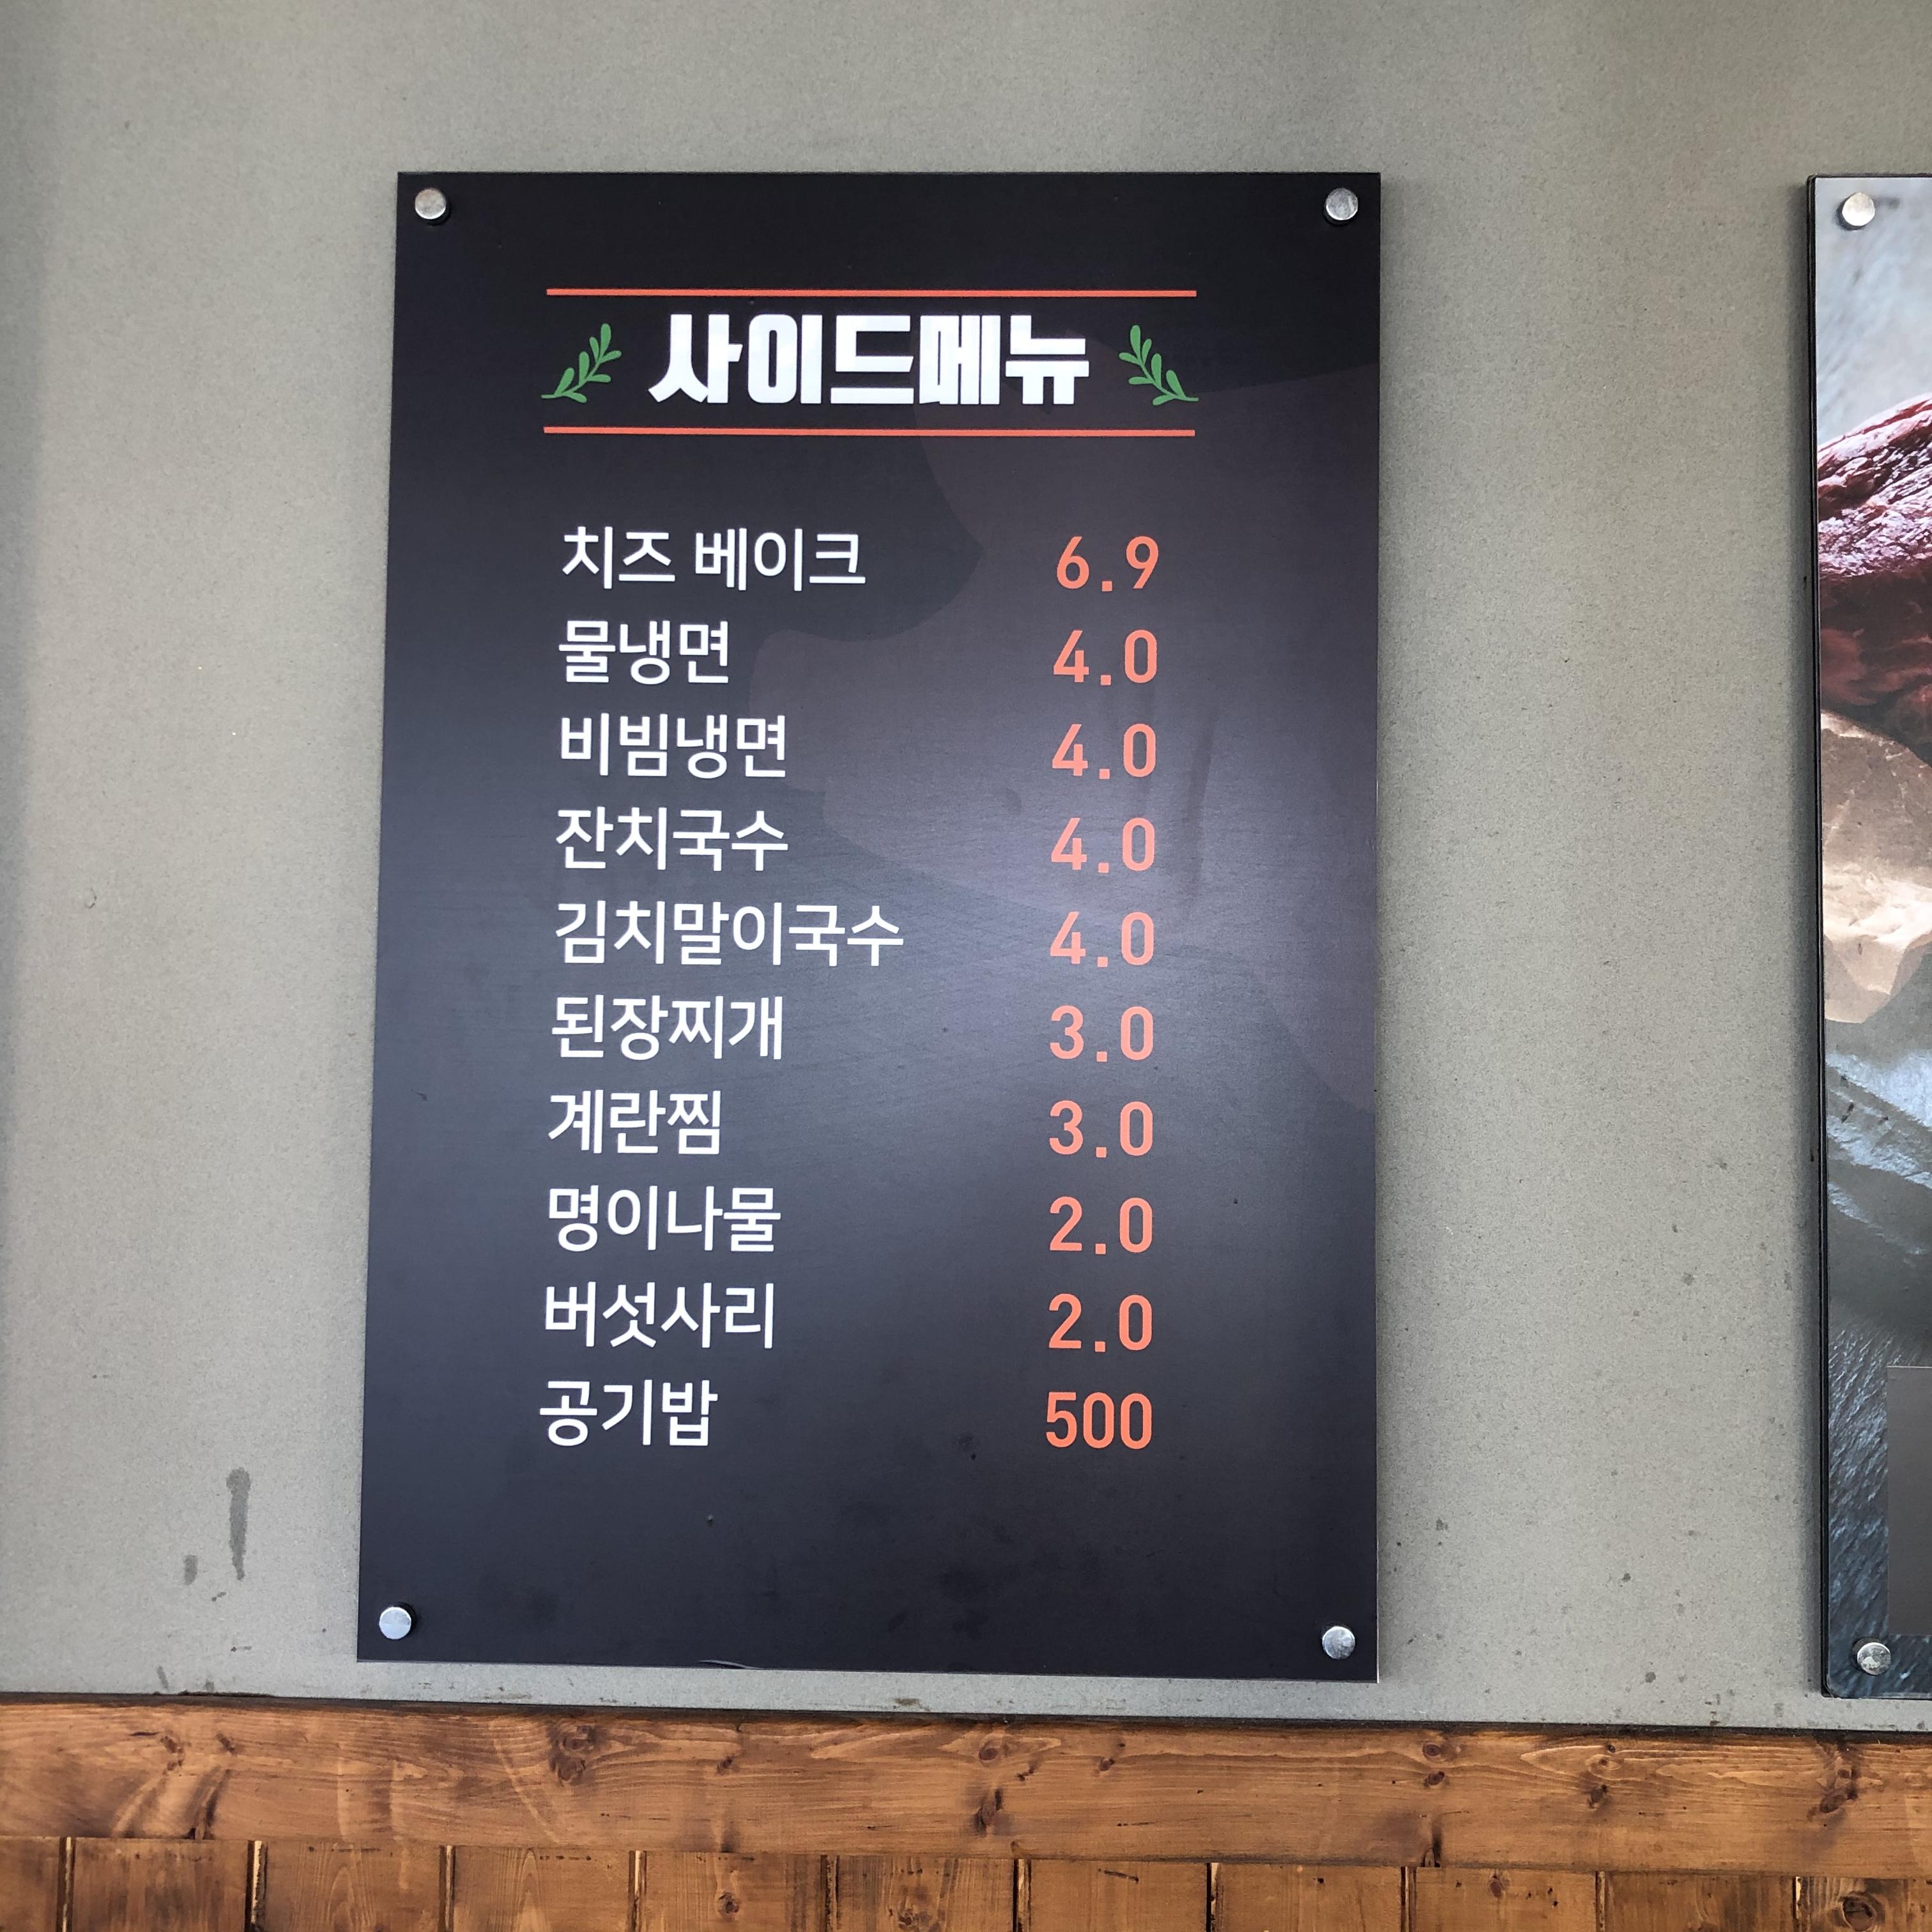 사이드메뉴
치즈 베이크 6.9
물냉면 4.0
비빔냉면 4.0
잔치국수 4.0
김치말이국수 4.0
된장찌개 3.0
계란찜 3.0
명이나물 2.0
버섯사리 2.0
공기밥 500